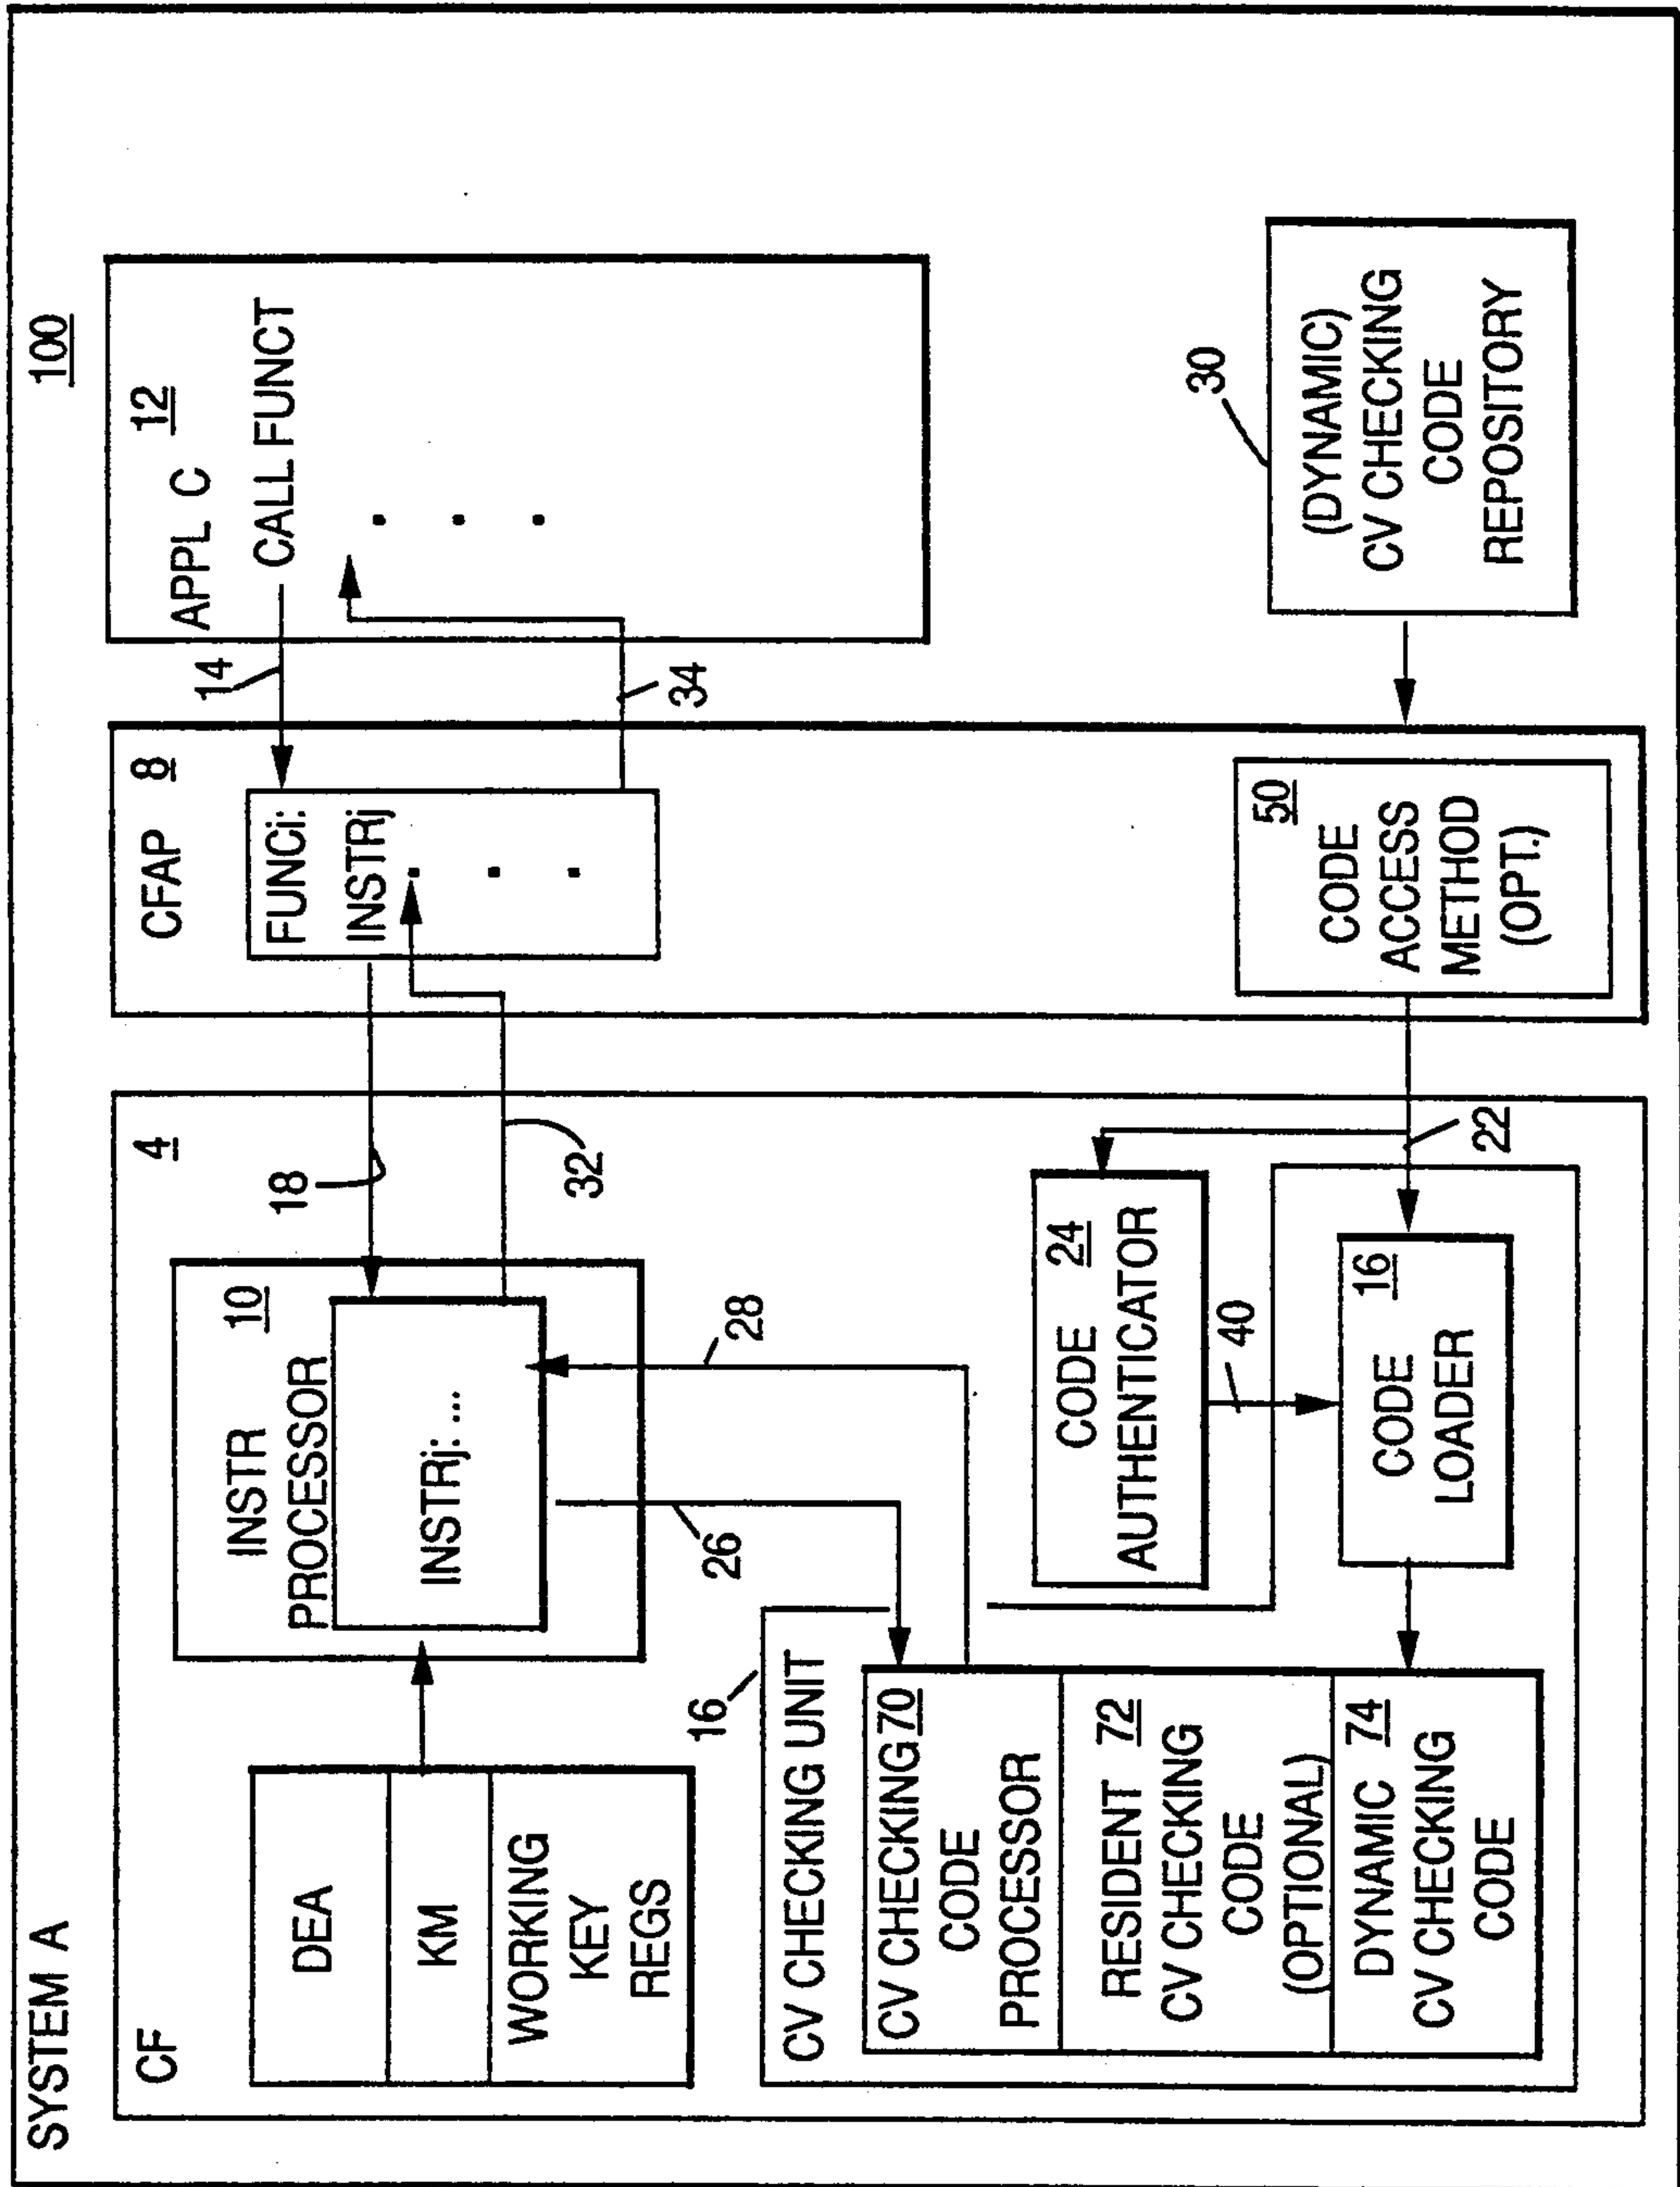 SYSTEM A
100
CF
4
DEA
KM
WORKING
KEY
REGS
INSTR
PROCESSOR
10
INSTRj: ...
18
32
CFAP
8
FUNCi:
INSTRj
14
34
APPL C
12
CALL FUNCT
26
28
16
CV CHECKING UNIT
CV CHECKING
70
CODE
PROCESSOR
RESIDENT
72
CV CHECKING
CODE
(OPTIONAL)
DYNAMIC
74
CV CHECKING
CODE
CODE
24
AUTHENTICATOR
40
CODE
16
LOADER
22
50
CODE
ACCESS
METHOD
(OPT.)
30
(DYNAMIC)
CV CHECKING
CODE
REPOSITORY